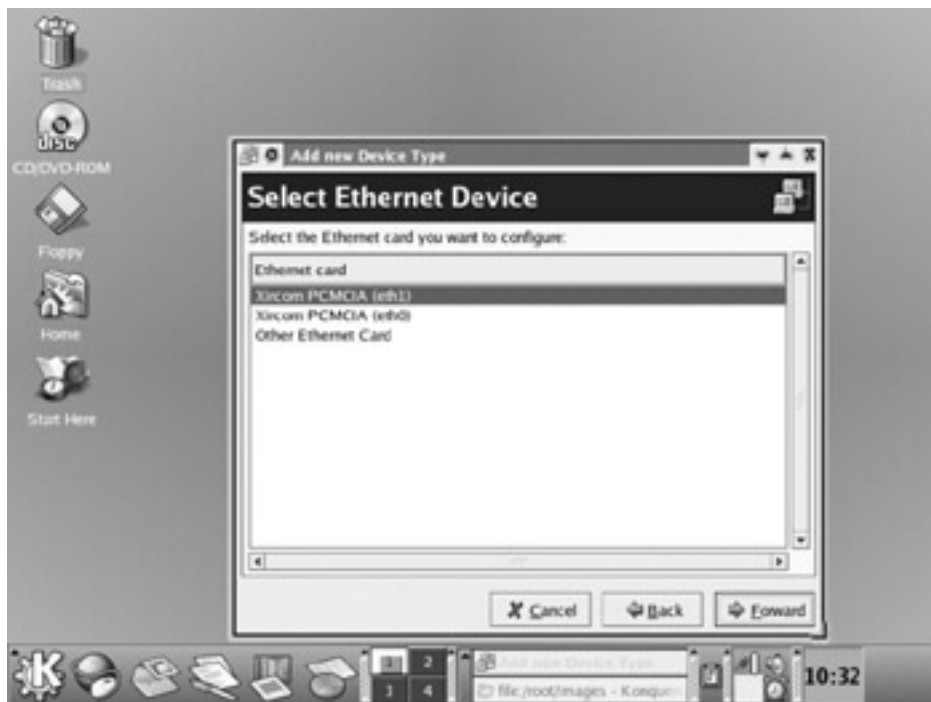 Trash
disc
CD/DVD-ROM
Floppy
Home
Start Here
Add new Device Type
Select Ethernet Device
Select the Ethernet card you want to configure:
Ethernet card
Xircom PCMCIA (eth1)
Xircom PCMCIA (eth0)
Other Ethernet Card
Cancel
Back
Forward
K
1 2
3 4
Add new Device Type
file:/root/images - Konquer
10:32